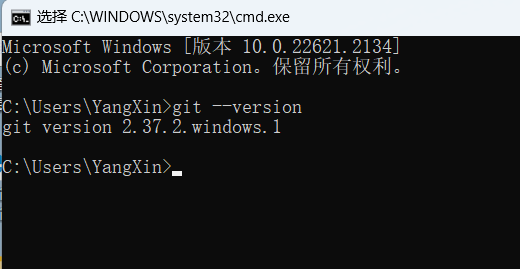 选择 C:\WINDOWS\system32\cmd.exe
Microsoft Windows [版本 10.0.22621.2134]
(c) Microsoft Corporation。保留所有权利。
C:\Users\YangXin>git --version
git version 2.37.2.windows.1
C:\Users\YangXin>